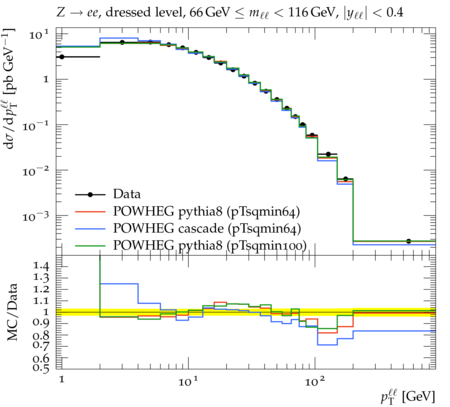 Z → ee, dressed level, 66 GeV ≤ mℓℓ < 116 GeV, |yℓℓ| < 0.4
dσ/dp_T^ℓℓ [pb GeV⁻¹]
10¹
1
10⁻¹
10⁻²
10⁻³
Data
POWHEG pythia8 (pTsqmin64)
POWHEG cascade (pTsqmin64)
POWHEG pythia8 (pTsqmin100)
MC/Data
1.4
1.3
1.2
1.1
1
0.9
0.8
0.7
0.6
0.5
1 10¹ 10²
p_T^ℓℓ [GeV]